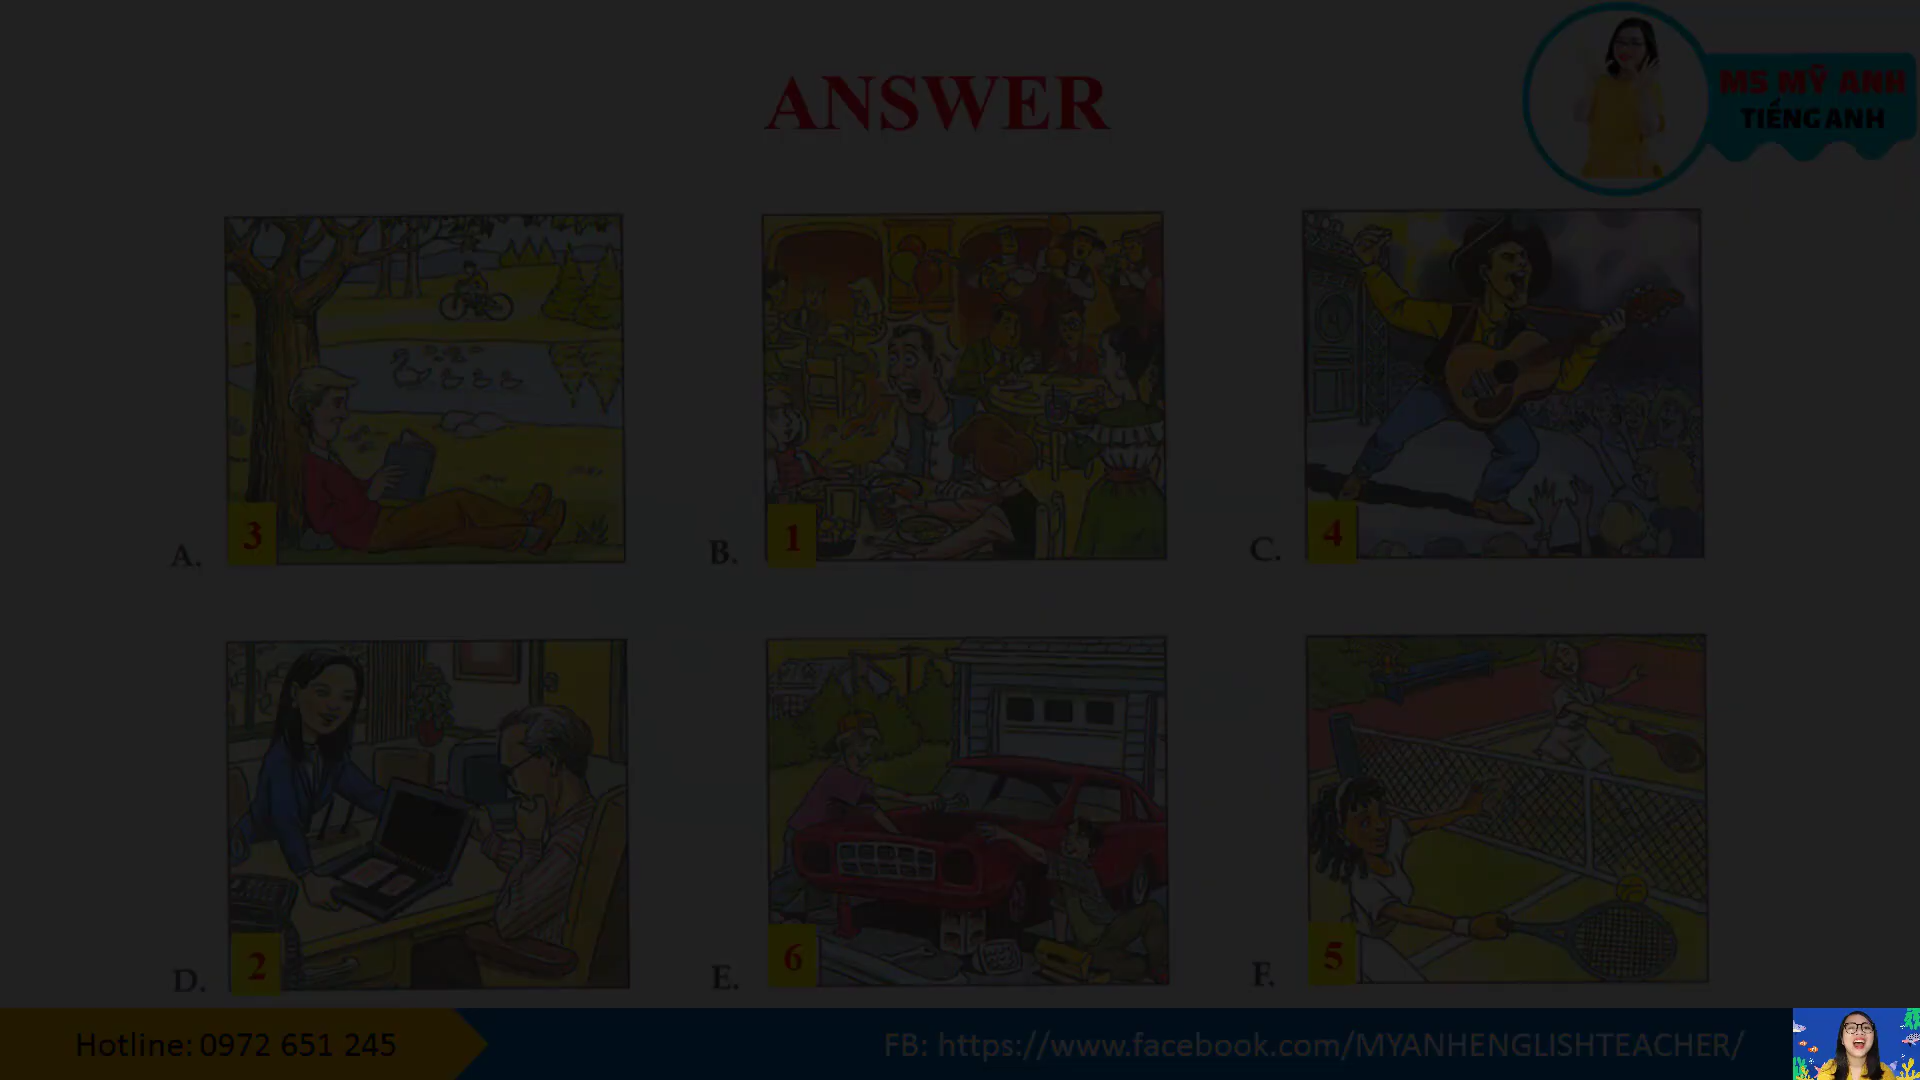 ANSWER
MS MỸ ANH
TIẾNG ANH
3
A.
1
B.
4
C.
2
D.
6
E.
5
F.
Hotline: 0972 651 245
FB: https://www.facebook.com/MYANHENGLISHTEACHER/